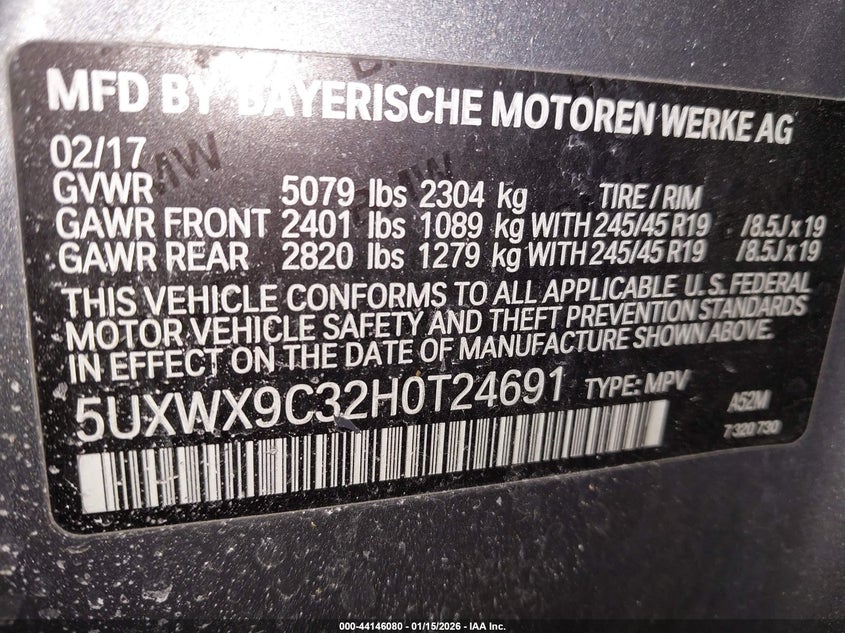 MFD BY BAYERISCHE MOTOREN WERKE AG
02/17
GVWR 5079 lbs 2304 kg TIRE / RIM
GAWR FRONT 2401 lbs 1089 kg WITH 245/45 R19 /8.5J x 19
GAWR REAR 2820 lbs 1279 kg WITH 245/45 R19 /8.5J x 19
THIS VEHICLE CONFORMS TO ALL APPLICABLE U.S. FEDERAL
MOTOR VEHICLE SAFETY AND THEFT PREVENTION STANDARDS
IN EFFECT ON THE DATE OF MANUFACTURE SHOWN ABOVE.
5UXWX9C32H0T24691 TYPE: MPV A52M
7 320 730
000-44146080 - 01/15/2026 - IAA Inc.